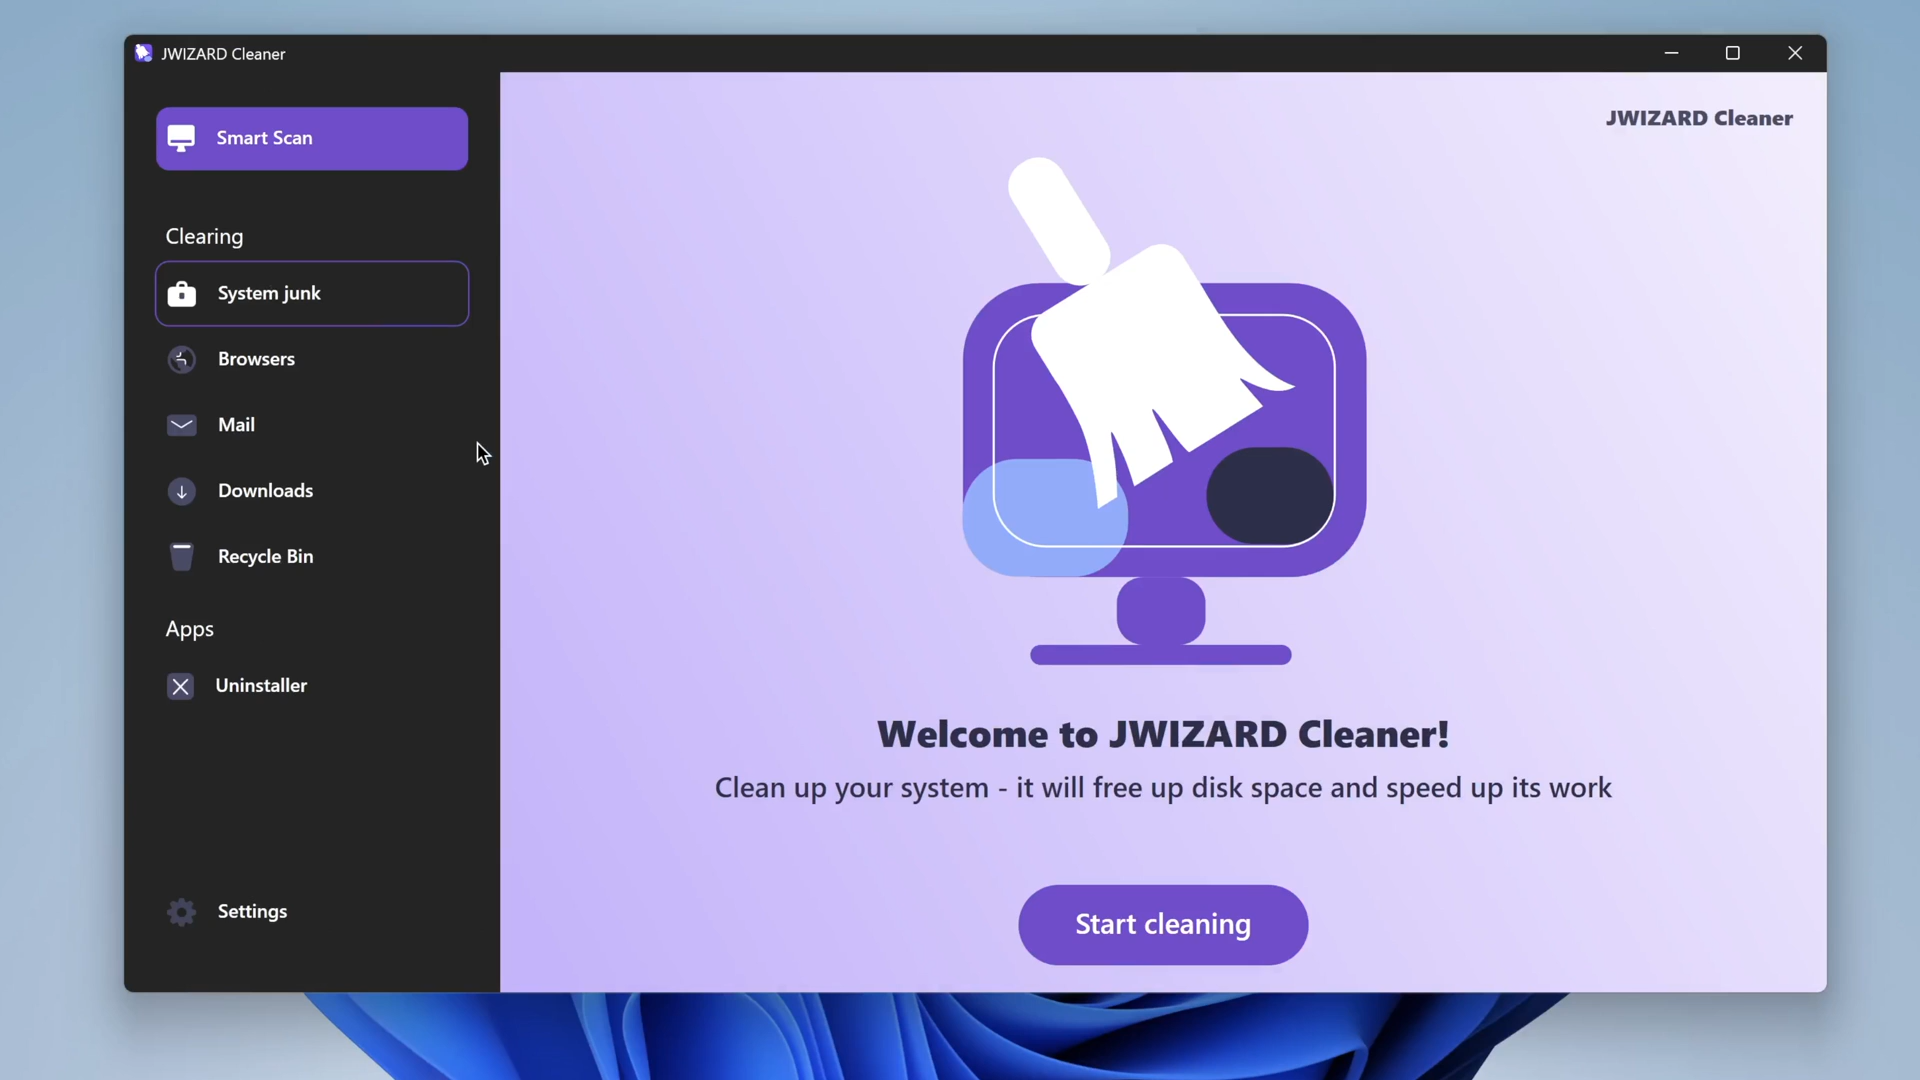 JWIZARD Cleaner
Smart Scan
Clearing
System junk
Browsers
Mail
Downloads
Recycle Bin
Apps
Uninstaller
Settings
JWIZARD Cleaner
Welcome to JWIZARD Cleaner!
Clean up your system - it will free up disk space and speed up its work
Start cleaning